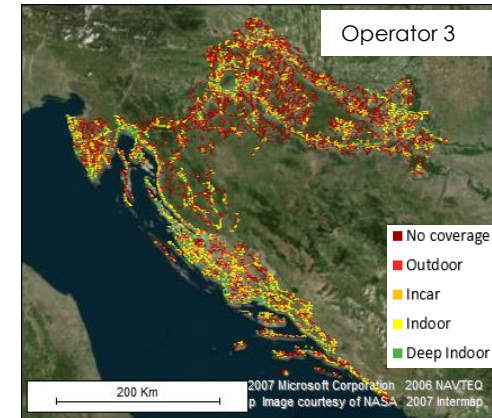 Operator 3
No coverage
Outdoor
Incar
Indoor
Deep Indoor
200 Km
2007 Microsoft Corporation 2006 NAVTEQ
p Image courtesy of NASA 2007 Intermap